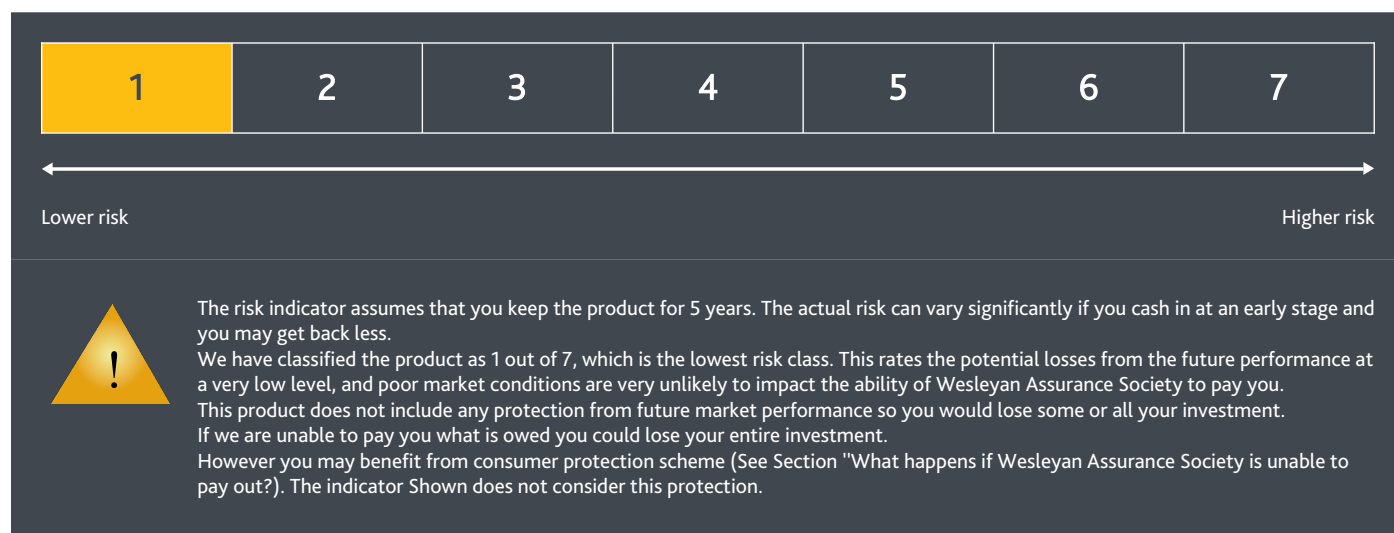 1 2 3 4 5 6 7
Lower risk Higher risk
!
The risk indicator assumes that you keep the product for 5 years. The actual risk can vary significantly if you cash in at an early stage and
you may get back less.
We have classified the product as 1 out of 7, which is the lowest risk class. This rates the potential losses from the future performance at
a very low level, and poor market conditions are very unlikely to impact the ability of Wesleyan Assurance Society to pay you.
This product does not include any protection from future market performance so you would lose some or all your investment.
If we are unable to pay you what is owed you could lose your entire investment.
However you may benefit from consumer protection scheme (See Section "What happens if Wesleyan Assurance Society is unable to
pay out?). The indicator Shown does not consider this protection.